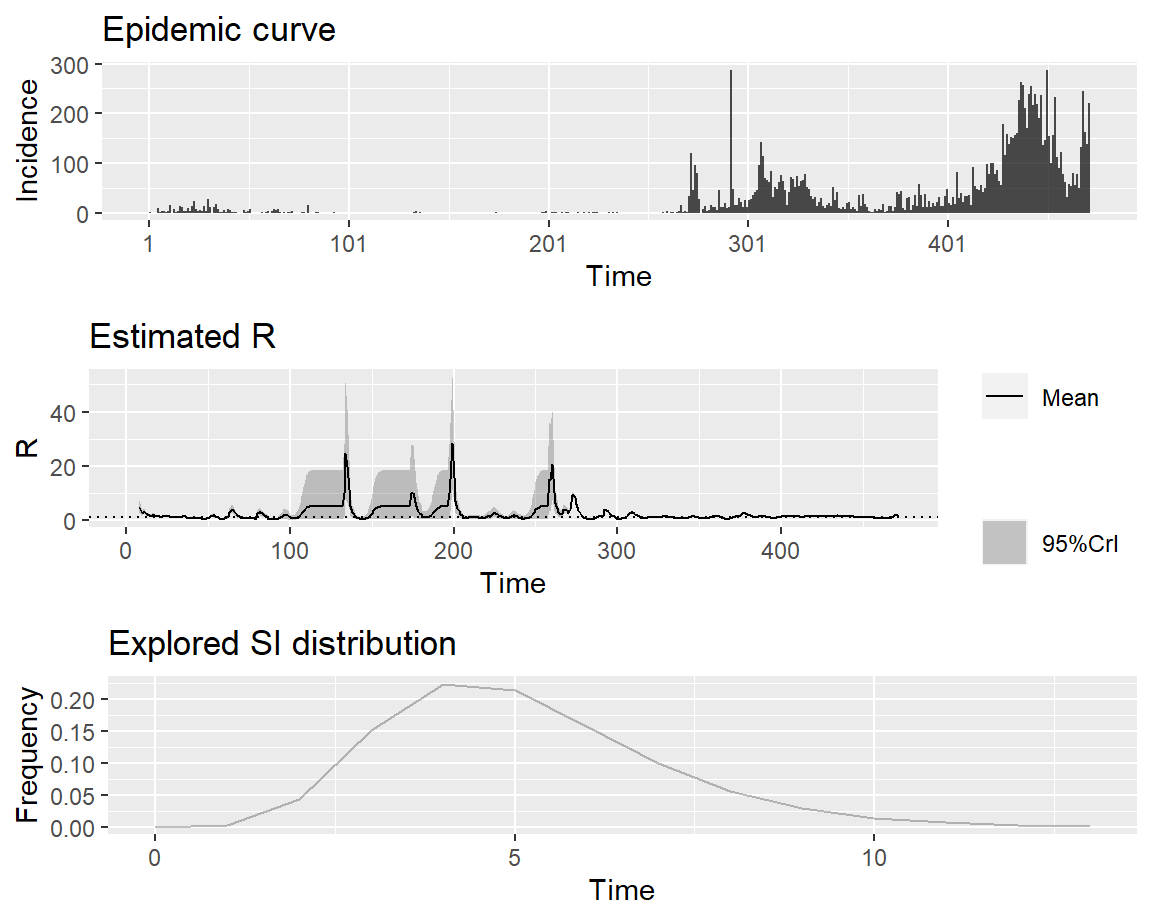 Epidemic curve
300
200
100
0
Incidence
1 101 201 301 401
Time
Estimated R
40
20
0
R
0 100 200 300 400
Time
Mean
95%CrI
Explored SI distribution
0.20
0.15
0.10
0.05
0.00
Frequency
0 5 10
Time